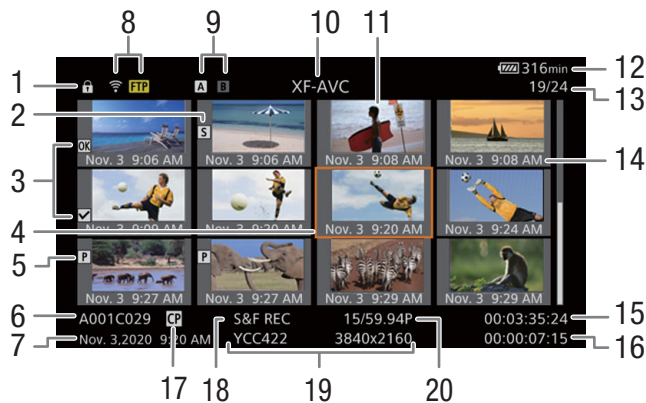 8 9 10 11
316min 12
1 FTP A B XF-AVC 19/24 13
2 S
OK
Nov. 3 9:06 AM Nov. 3 9:06 AM Nov. 3 9:08 AM Nov. 3 9:08 AM 14
3
4 9:20 AM Nov. 3 9:24 AM
5 P P
Nov. 3 9:27 AM Nov. 3 9:27 AM Nov. 3 9:29 AM Nov. 3 9:29 AM
6 A001C029 CP S&F REC 15/59.94P 00:03:35:24 15
7 Nov. 3,2020 9:20 AM YCC422 3840x2160 00:00:07:15 16
17 18 19 20